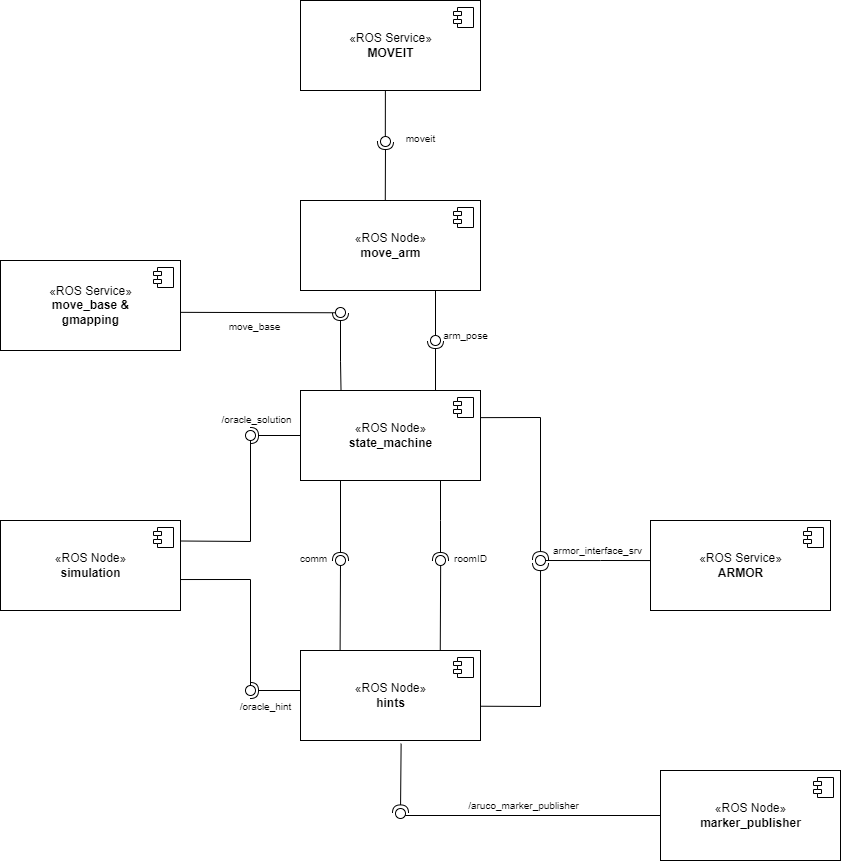 «ROS Service»
MOVEIT
moveit
«ROS Node»
move_arm
«ROS Service»
move_base &
gmapping
move_base
arm_pose
/oracle_solution
«ROS Node»
state_machine
«ROS Node»
simulation
comm
roomID
armor_interface_srv
«ROS Service»
ARMOR
/oracle_hint
«ROS Node»
hints
/aruco_marker_publisher
«ROS Node»
marker_publisher